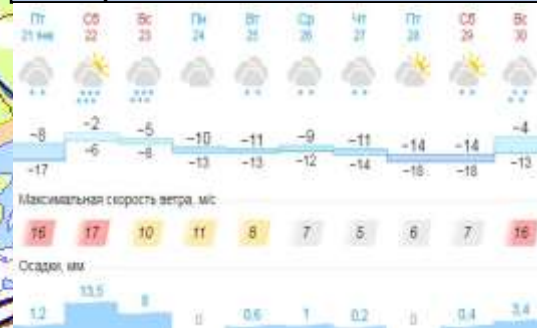 Пт Сб Вс Пн Вт Ср Чт Пт Сб Вс
21 янв 22 23 24 25 26 27 28 29 30
-8 -2 -5 -10 -11 -9 -11 -14 -14 -4
-17 -6 -8 -13 -13 -12 -14 -18 -18 -13
Максимальная скорость ветра, м/с
16 17 10 11 8 7 5 6 7 16
Осадки, мм
1,2 13,5 8 0 0,6 1 0,2 0 0,4 3,4